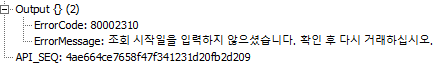 Output {} (2)
ErrorCode: 80002310
ErrorMessage: 조회 시작일을 입력하지 않으셨습니다. 확인 후 다시 거래하십시오.
API_SEQ: 4ae664ce7658f47f341231d20fb2d209